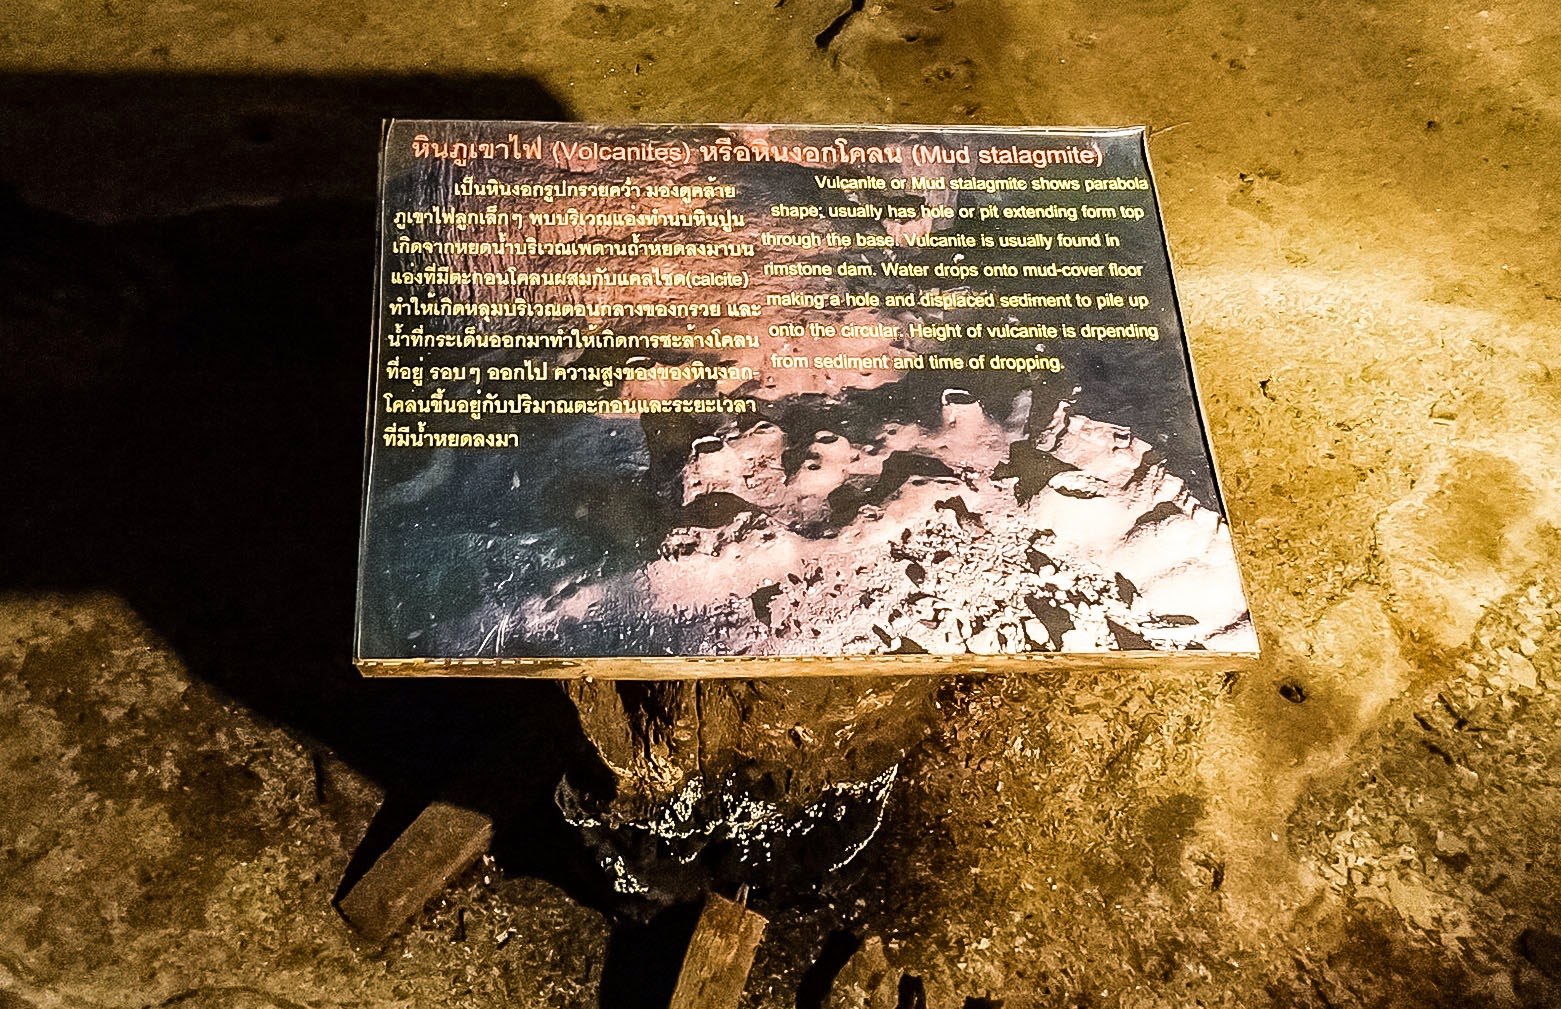 หินภูเขาไฟ (Volcanites) หรือหินงอกโคลน (Mud stalagmite)
เป็นหินงอกรูปกรวยคว่ำ มองดูคล้าย
ภูเขาไฟลูกเล็กๆ พบบริเวณแอ่งทำนบหินปูน
เกิดจากหยดน้ำบริเวณเพดานถ้ำหยดลงมาบน
แอ่งที่มีตะกอนโคลนผสมกับแคลไซด(calcite)
ทำให้เกิดหลุมบริเวณตอนกลางของกรวย และ
น้ำที่กระเด็นออกมาทำให้เกิดการชะล้างโคลน
ที่อยู่ รอบๆ ออกไป ความสูงของของหินงอก-
โคลนขึ้นอยู่กับปริมาณตะกอนและระยะเวลา
ที่มีน้ำหยดลงมา
Vulcanite or Mud stalagmite shows parabola
shape; usually has hole or pit extending form top
through the base. Vulcanite is usually found in
rimstone dam. Water drops onto mud-cover floor
making a hole and displaced sediment to pile up
onto the circular. Height of vulcanite is drpending
from sediment and time of dropping.